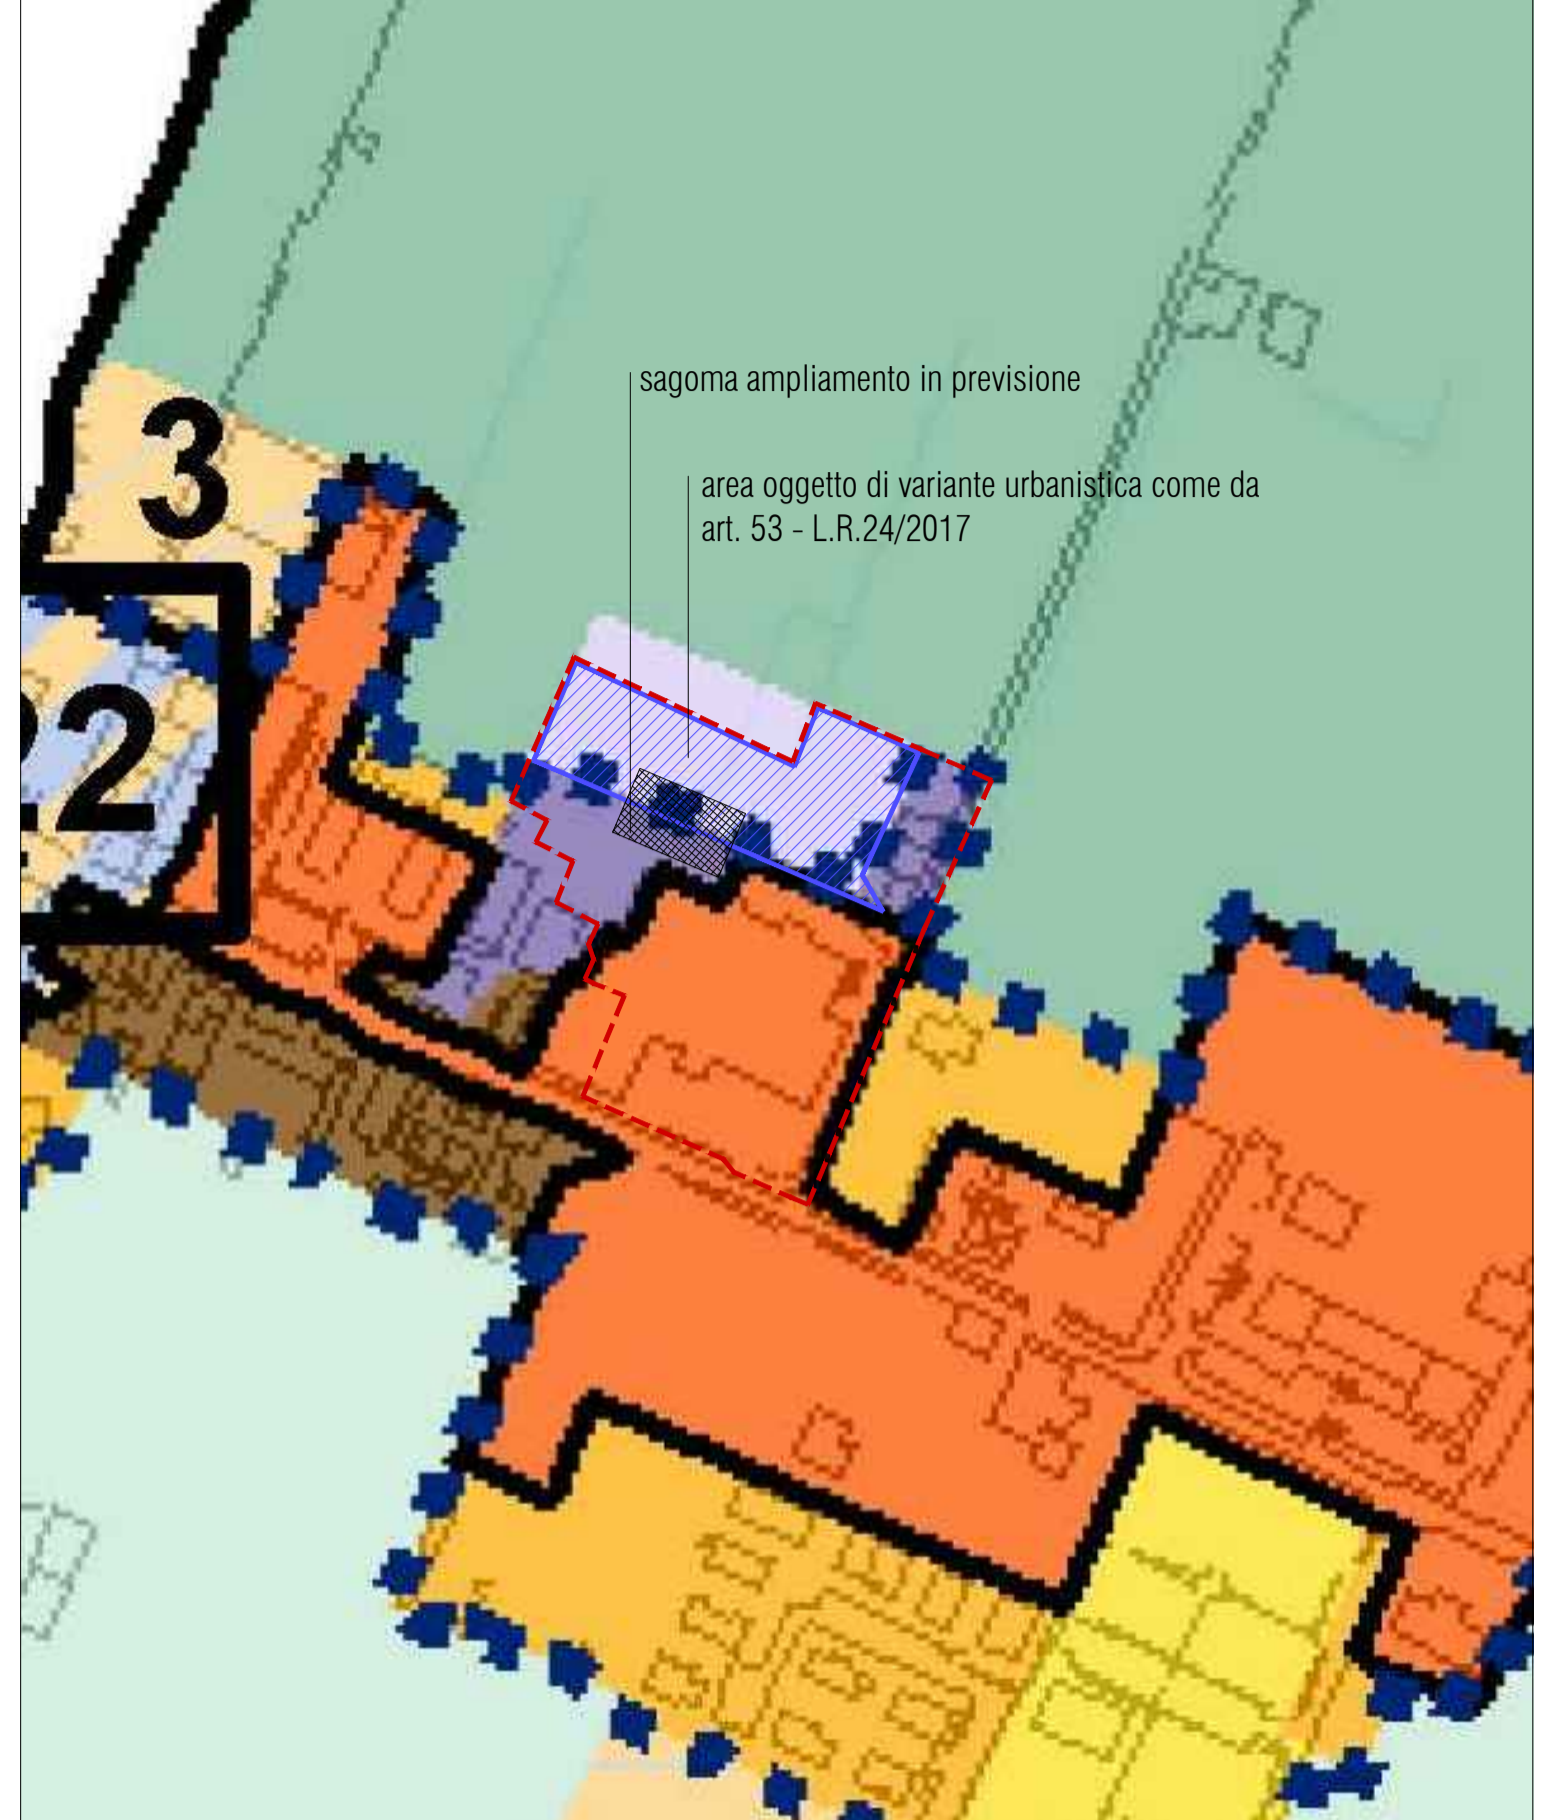 sagoma ampliamento in previsione
area oggetto di variante urbanistica come da
art. 53 - L.R.24/2017
3
22